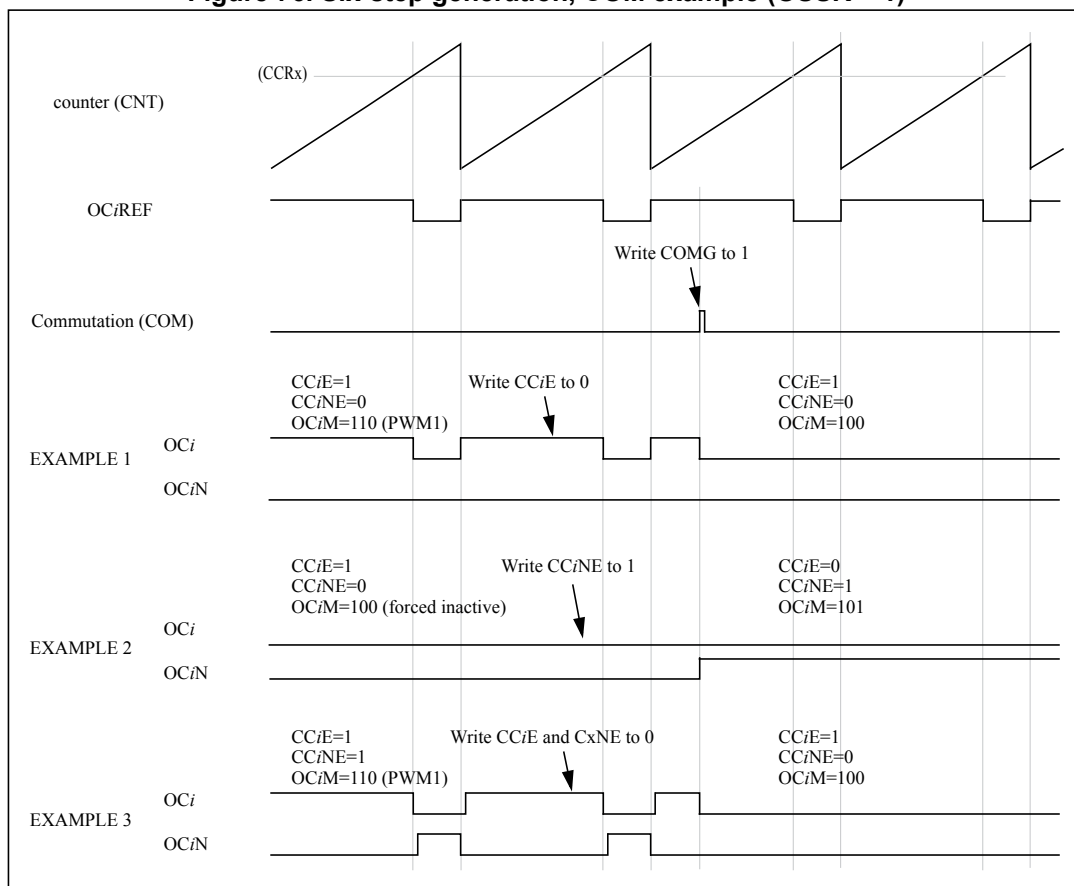 Figure Six-step generation, COM example (OSSR = 1)
(CCRx)
counter (CNT)
OCiREF
Write COMG to 1
Commutation (COM)
CCiE=1
CCiNE=0
OCiM=110 (PWM1)
Write CCiE to 0
CCiE=1
CCiNE=0
OCiM=100
EXAMPLE 1
OCi
OCiN
CCiE=1
CCiNE=0
OCiM=100 (forced inactive)
Write CCiNE to 1
CCiE=0
CCiNE=1
OCiM=101
EXAMPLE 2
OCi
OCiN
CCiE=1
CCiNE=1
OCiM=110 (PWM1)
Write CCiE and CxNE to 0
CCiE=1
CCiNE=0
OCiM=100
EXAMPLE 3
OCi
OCiN